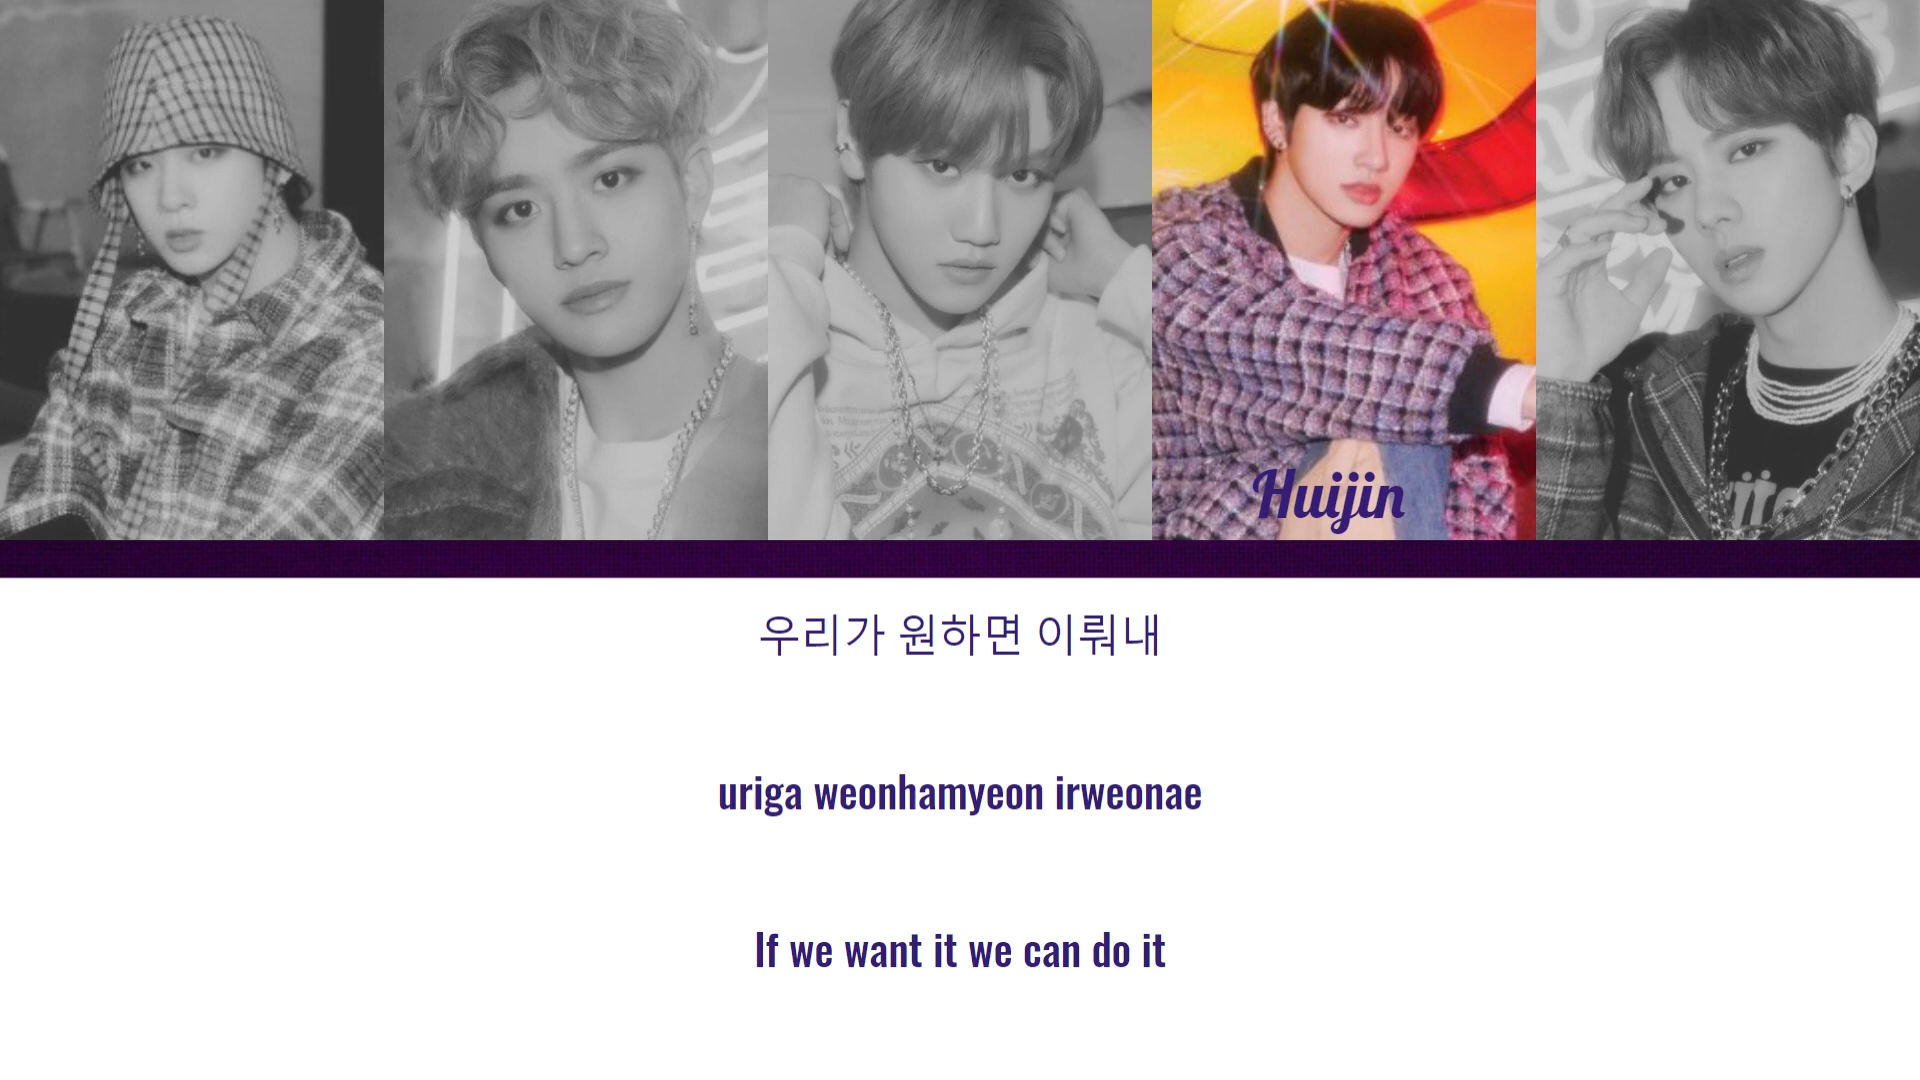 Huijin
우리가 원하면 이뤄내
uriga weonhamyeon irweonae
If we want it we can do it